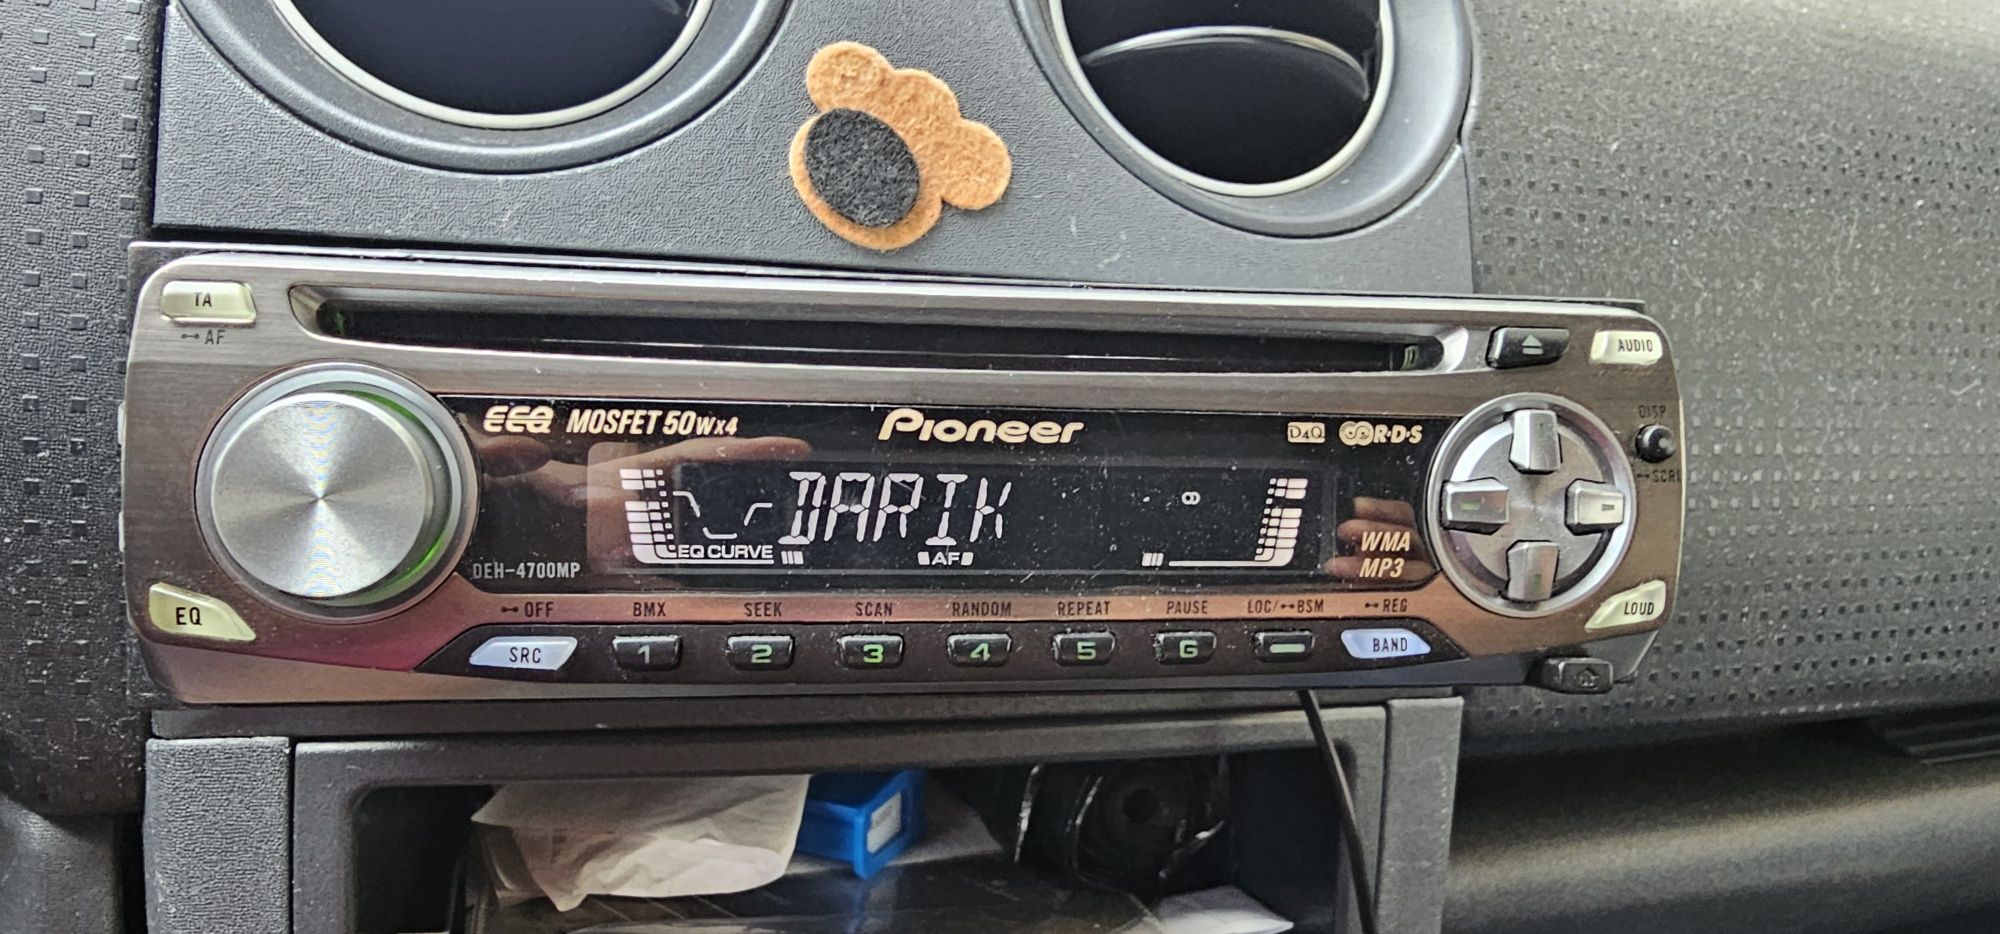 TA
AF
AUDIO
DISP
SCRL
EEQ MOSFET 50Wx4
Pioneer
D4Q R·D·S
DARIK
EQ CURVE
AF
DEH-4700MP
WMA
MP3
EQ
LOUD
OFF BMX SEEK SCAN RANDOM REPEAT PAUSE LOC/BSM REG
SRC 1 2 3 4 5 6 BAND